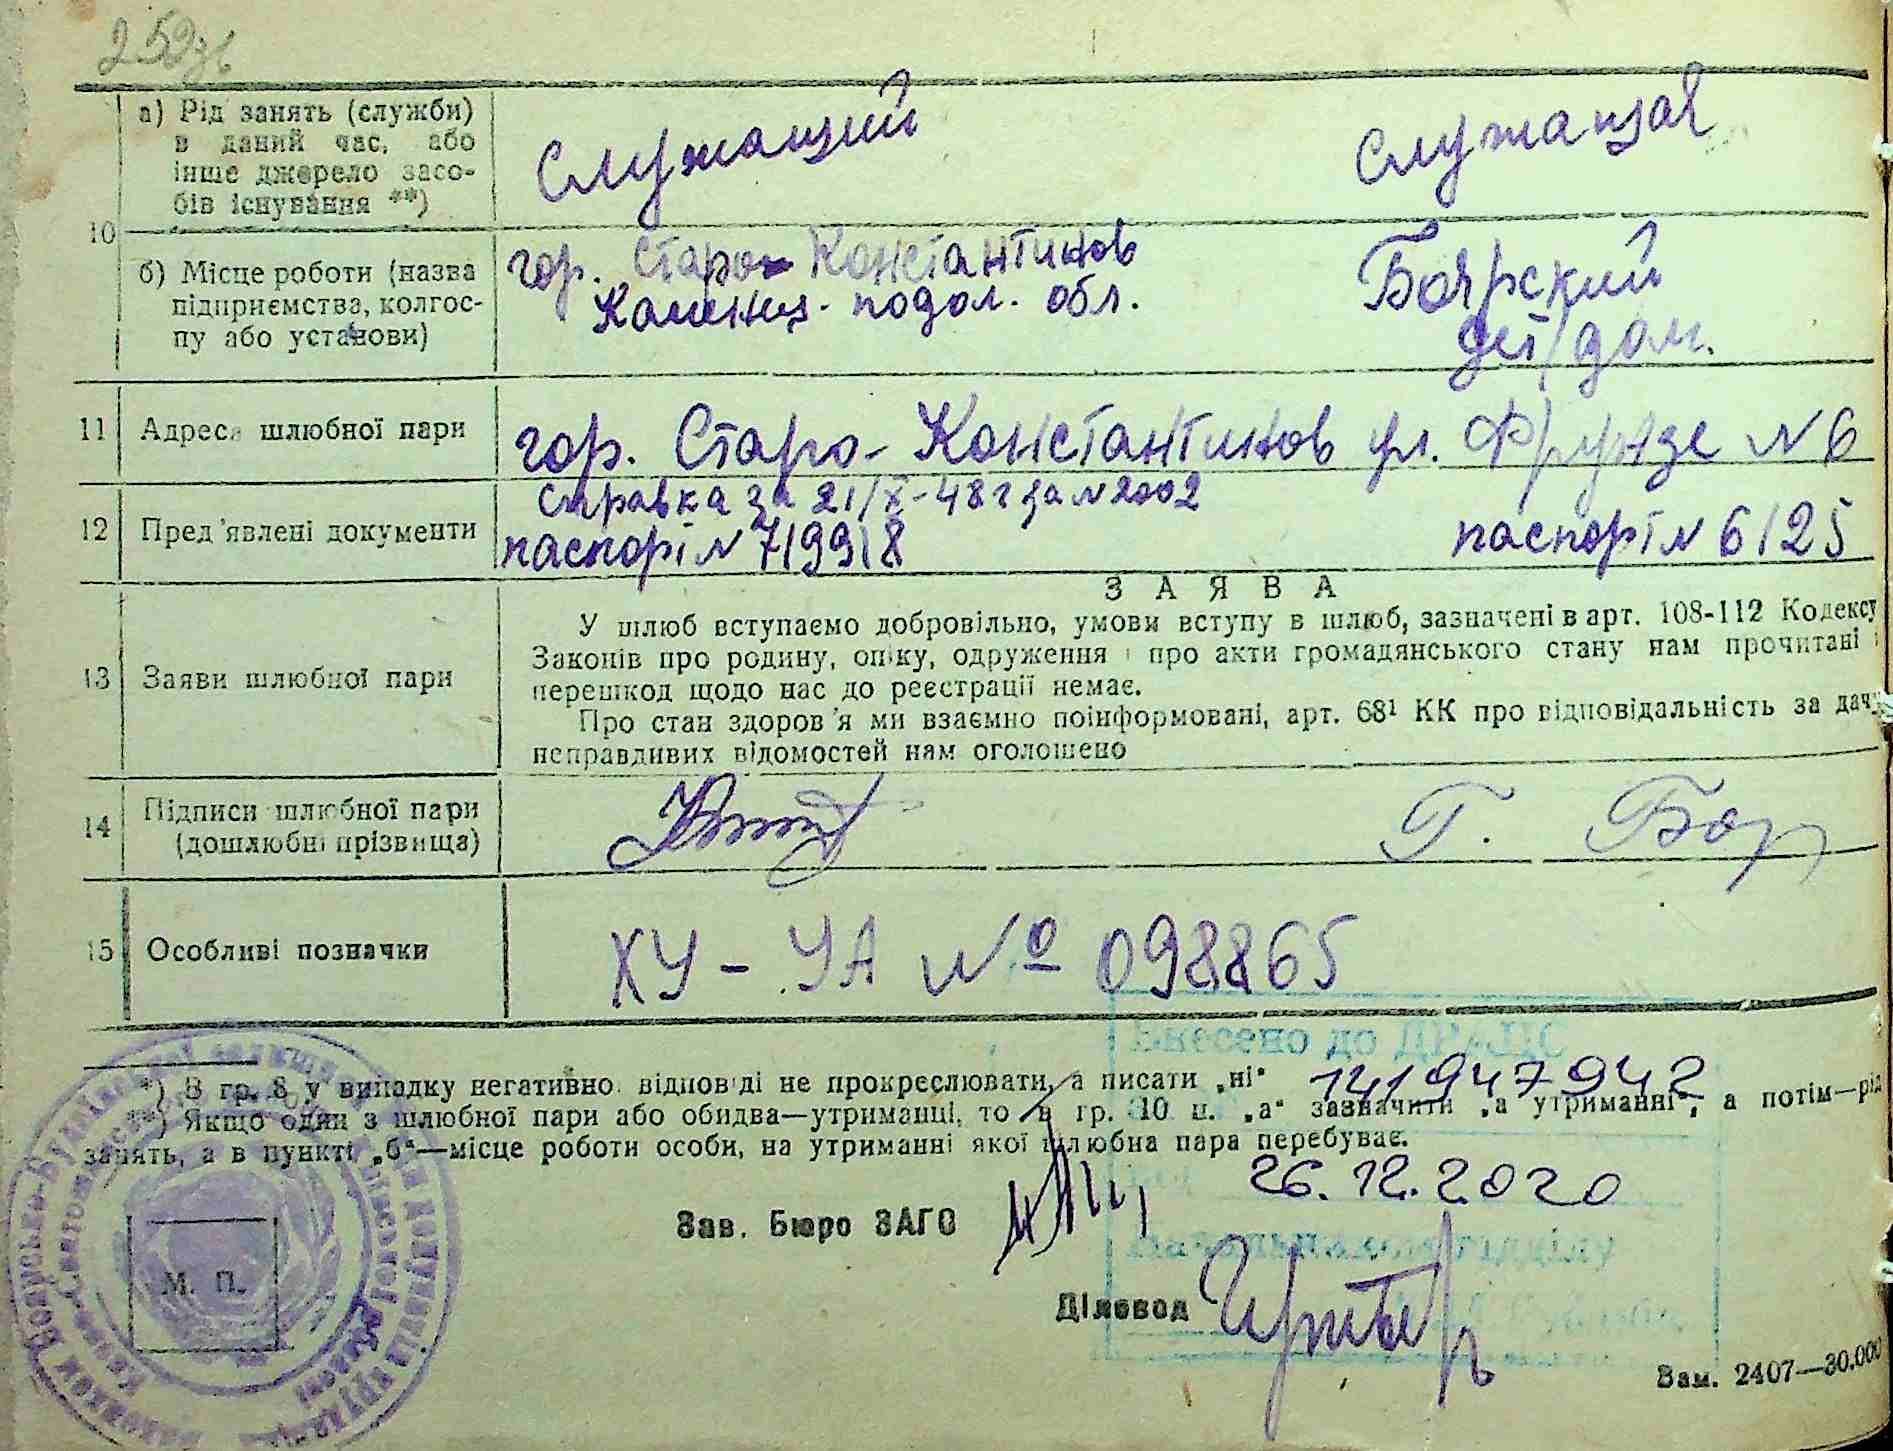 252зв
10
а) Рід занять (служби)
в даний час, або
інше джерело засо-
бів існування **)
Служащий
Служащая
б) Місце роботи (назва
підприємства, колгос-
пу або установи)
гор. Старо-Константинов
Каменец-подол. обл.
Боярский
дет/дом.
11 Адреса шлюбної пари
гор. Старо-Константинов ул. Фрунзе №6
12 Пред'явлені документи
Справка за 21/X-48г за №2002
паспорт №719918
паспорт №6125
ЗАЯВА
13 Заяви шлюбної пари
У шлюб вступаємо добровільно, умови вступу в шлюб, зазначені в арт. 108-112 Кодексу
Законів про родину, опіку, одруження і про акти громадянського стану нам прочитані і
перешкод щодо нас до реєстрації немає.
Про стан здоров'я ми взаємно поінформовані, арт. 68¹ КК про відповідальність за дачу
неправдивих відомостей нам оголошено
14 Підписи шлюбної пари
(дошлюбні прізвища)
Г. Бор
15 Особливі позначки
ХУ-УА № 098865
Внесено до ДРАЦС
*) В гр. 8 у випадку негативної відповіді не прокреслювати, а писати „ні“
141947942
**) Якщо один з шлюбної пари або обидва—утриманці, то в гр. 10 п. „а“ зазначити „а утриманні“, а потім—рід
занять, а в пункті „б“—місце роботи особи, на утриманні якої шлюбна пара перебуває.
26.12.2020
Зав. Бюро ЗАГС
М. П.
Діловод
Зам. 2407—30.000